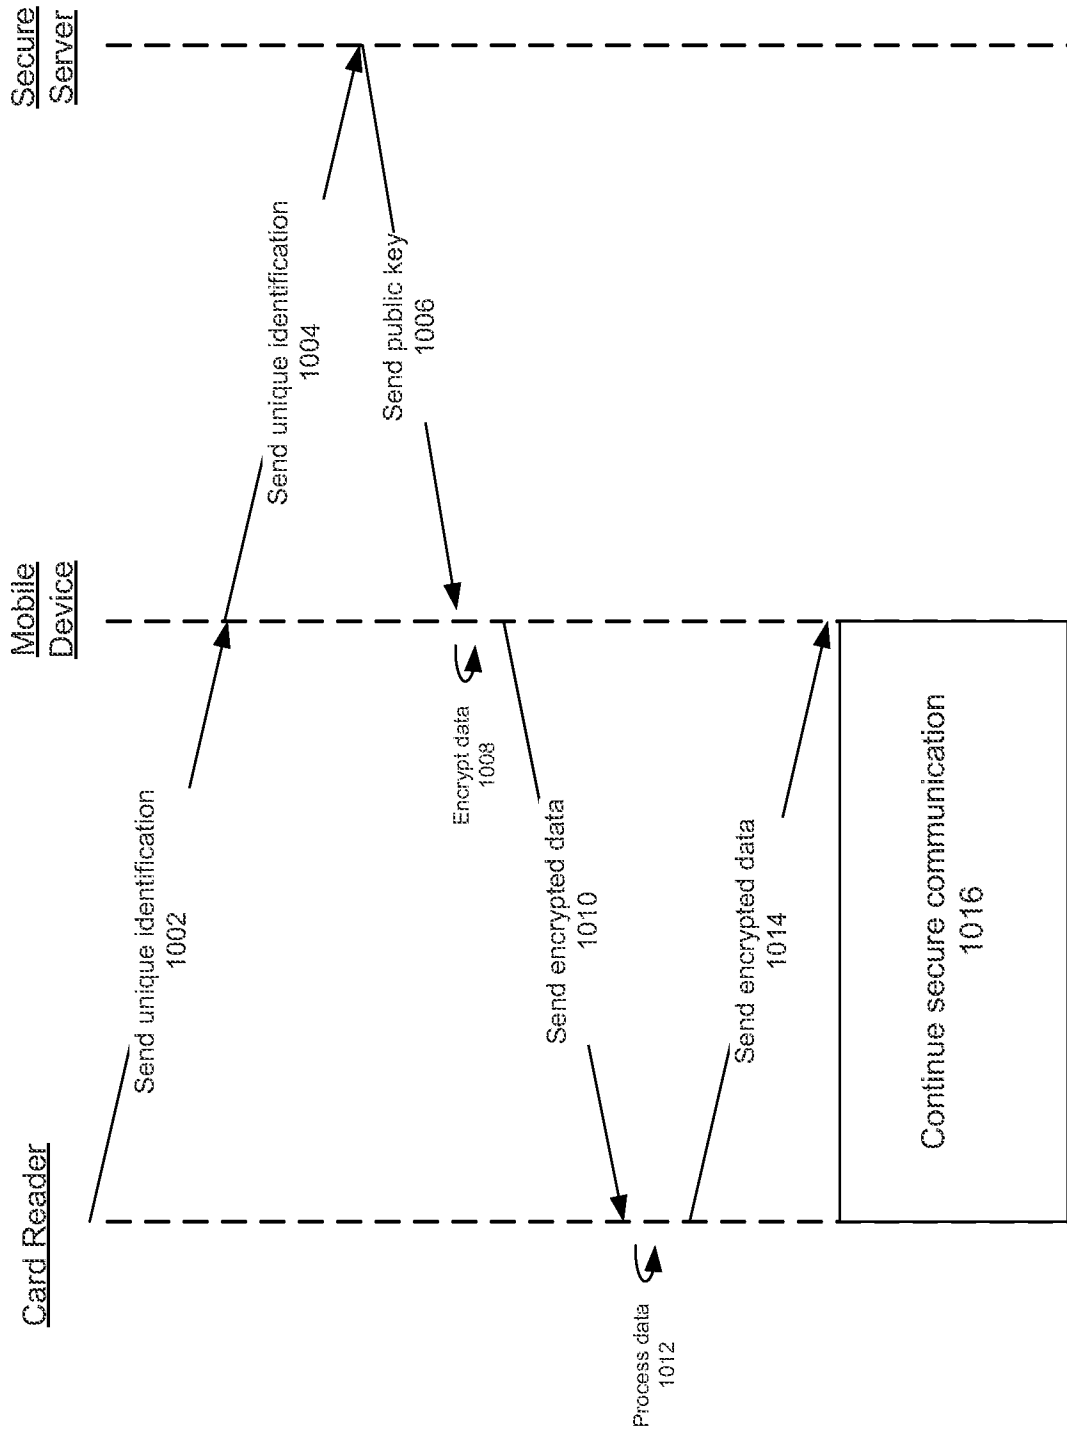 Card Reader
Mobile
Device
Secure
Server
Send unique identification
1002
Send unique identification
1004
Send public key
1006
Encrypt data
1008
Send encrypted data
1010
Process data
1012
Send encrypted data
1014
Continue secure communication
1016